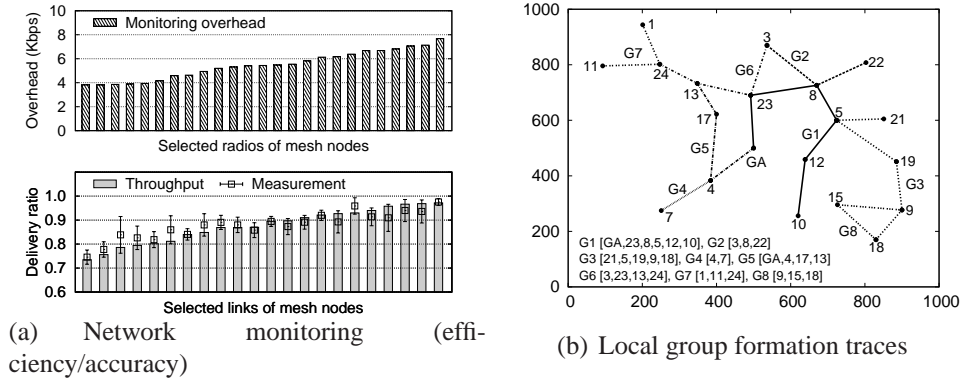 Monitoring overhead
Overhead (Kbps)
10
8
6
4
2
0
Selected radios of mesh nodes
Throughput
Measurement
Delivery ratio
1.0
0.9
0.8
0.7
0.6
Selected links of mesh nodes
(a) Network monitoring (effi-
ciency/accuracy)
1000
800
600
400
200
0
0 200 400 600 800 1000
1
G7
11
24
3
G2
G6
22
13
23
8
17
5
21
G1
G5
GA
12
19
4
G4
G3
7
15
9
10
G8
18
G1 [GA,23,8,5,12,10], G2 [3,8,22]
G3 [21,5,19,9,18], G4 [4,7], G5 [GA,4,17,13]
G6 [3,23,13,24], G7 [1,11,24], G8 [9,15,18]
(b) Local group formation traces